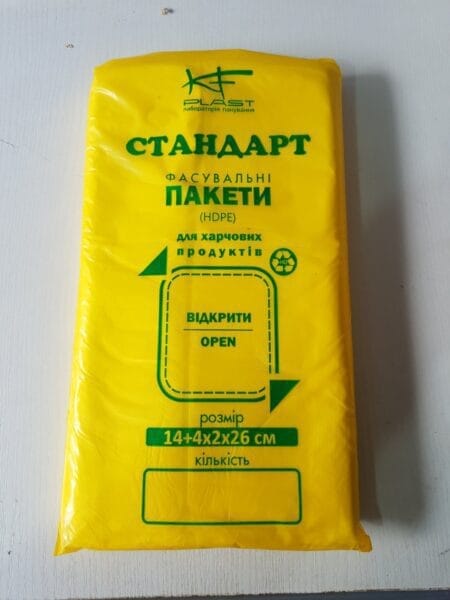 KF
PLAST
лабораторія пакування
СТАНДАРТ
ФАСУВАЛЬНІ
ПАКЕТИ
(HDPE)
для харчових
продуктів
ВІДКРИТИ
OPEN
розмір
14+4х2х26 см
кількість